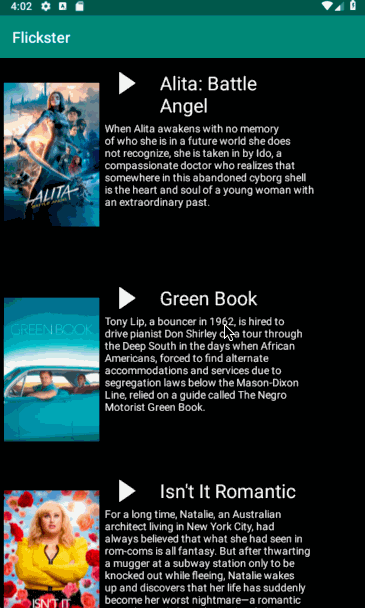 4:02
Flickster
Alita: Battle
Angel
When Alita awakens with no memory
of who she is in a future world she does
not recognize, she is taken in by Ido, a
compassionate doctor who realizes that
somewhere in this abandoned cyborg shell
is the heart and soul of a young woman with
an extraordinary past.
ALITA
BATTLE ANGEL
Green Book
Tony Lip, a bouncer in 1962, is hired to
drive pianist Don Shirley on a tour through
the Deep South in the days when African
Americans, forced to find alternate
accommodations and services due to
segregation laws below the Mason-Dixon
Line, relied on a guide called The Negro
Motorist Green Book.
GREEN BOOK
Isn't It Romantic
For a long time, Natalie, an Australian
architect living in New York City, had
always believed that what she had seen in
rom-coms is all fantasy. But after thwarting
a mugger at a subway station only to be
knocked out while fleeing, Natalie wakes
up and discovers that her life has suddenly
become her worst nightmare—a romantic
ISN'T IT